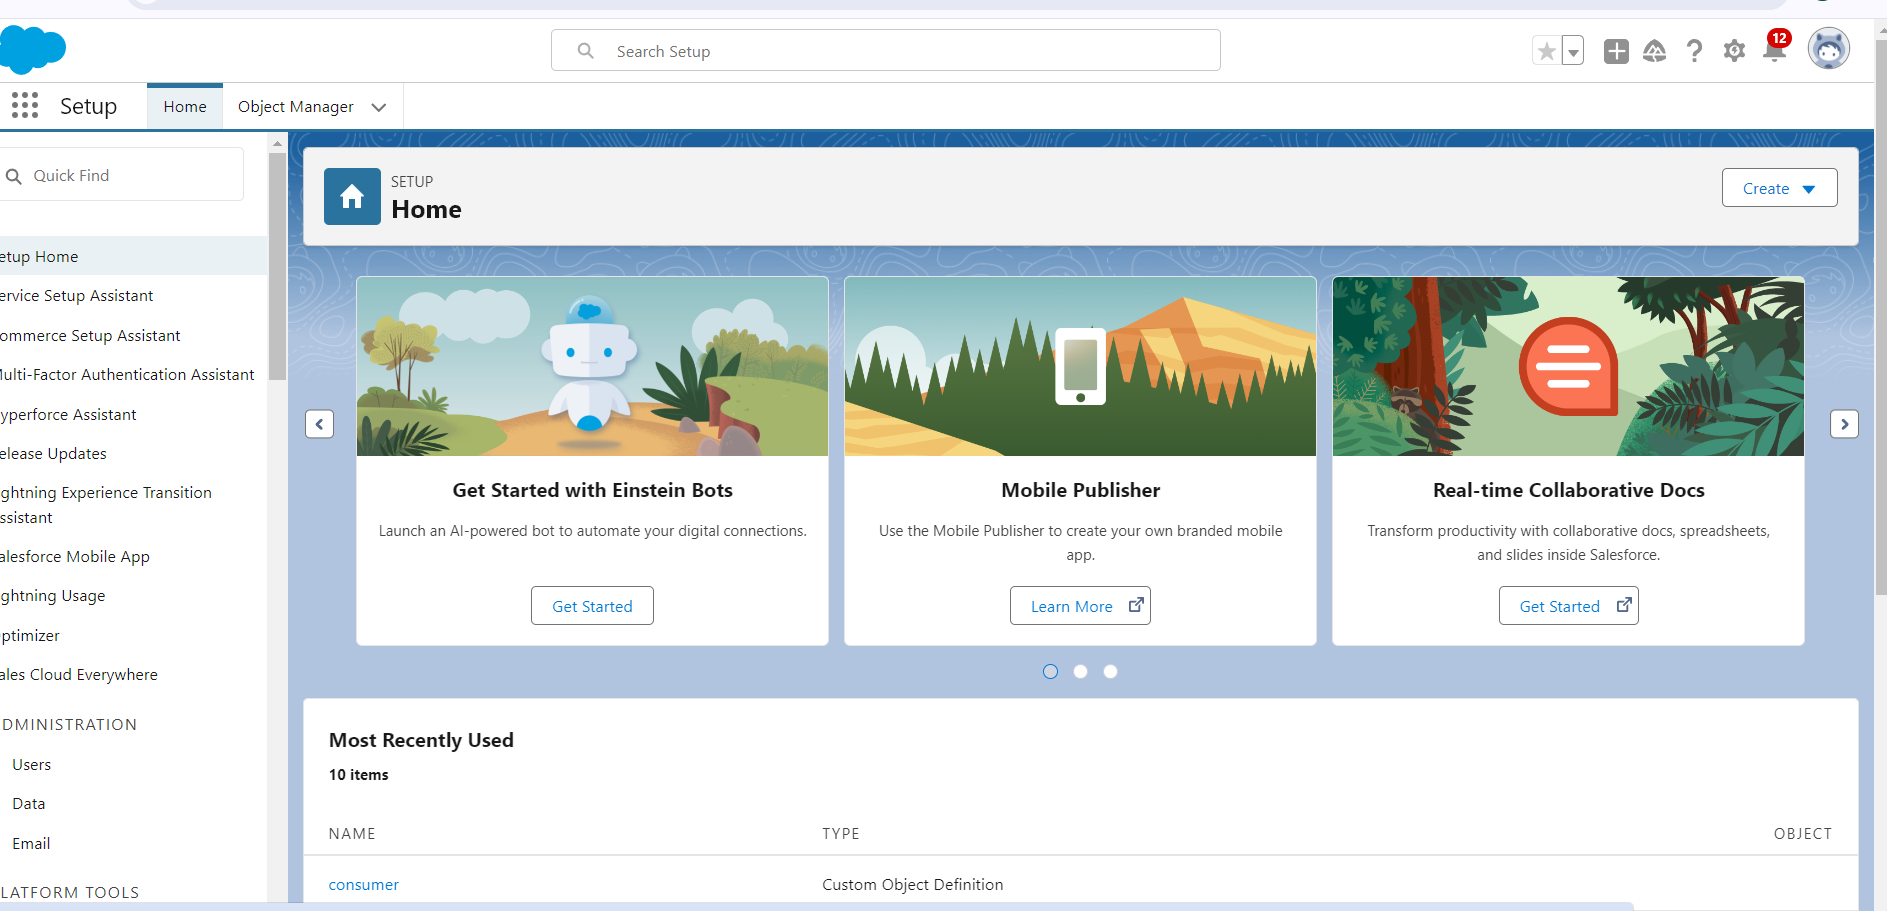 Search Setup
12
Setup
Home
Object Manager
Quick Find
etup Home
ervice Setup Assistant
ommerce Setup Assistant
ulti-Factor Authentication Assistant
yperforce Assistant
elease Updates
ghtning Experience Transition
ssistant
alesforce Mobile App
ghtning Usage
ptimizer
ales Cloud Everywhere
DMINISTRATION
Users
Data
Email
LATFORM TOOLS
SETUP
Home
Create
Get Started with Einstein Bots
Launch an AI-powered bot to automate your digital connections.
Get Started
Mobile Publisher
Use the Mobile Publisher to create your own branded mobile
app.
Learn More
Real-time Collaborative Docs
Transform productivity with collaborative docs, spreadsheets,
and slides inside Salesforce.
Get Started
Most Recently Used
10 items
NAME
TYPE
OBJECT
consumer
Custom Object Definition